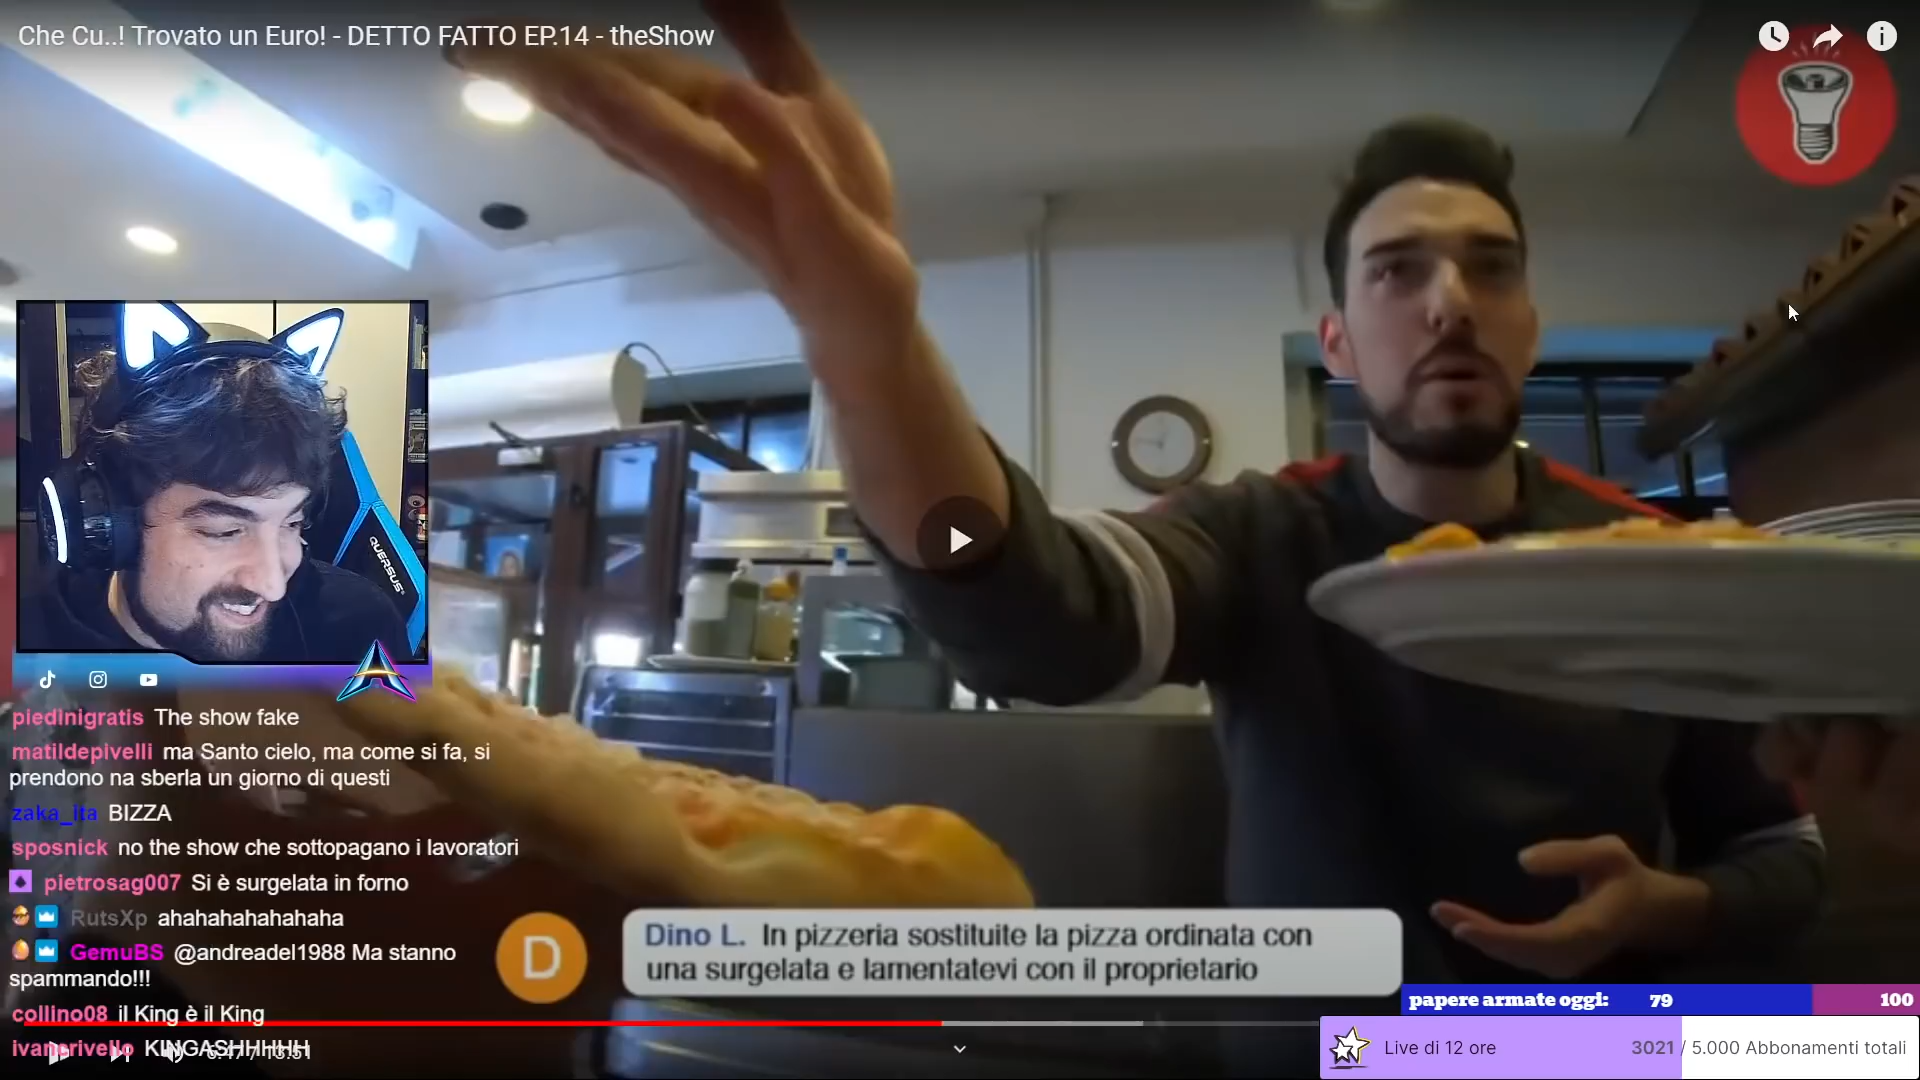 Che Cu..! Trovato un Euro! - DETTO FATTO EP.14 - theShow
QUERSUS
piedInigratis The show fake
matildepivelli ma Santo cielo, ma come si fa, si
prendono na sberla un giorno di questi
zaka_ita BIZZA
sposnick no the show che sottopagano i lavoratori
pietrosag007 Si è surgelata in forno
RutsXp ahahahahahahaha
GemuBS @andreadel1988 Ma stanno
spammando!!!
collino08 il King è il King
ivancrivello KINGASHHHHH
D
Dino L. In pizzeria sostituite la pizza ordinata con
una surgelata e lamentatevi con il proprietario
papere armate oggi: 79 100
Live di 12 ore 3021 / 5.000 Abbonamenti totali